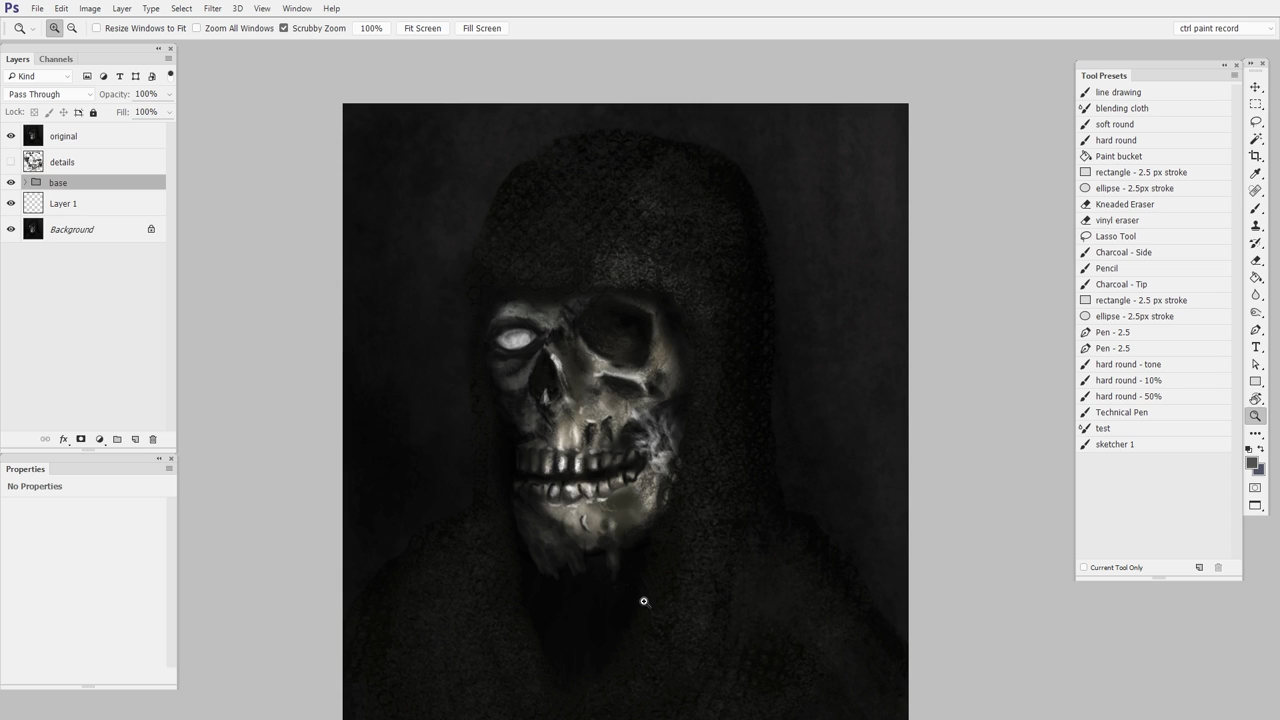 Ps File Edit Image Layer Type Select Filter 3D View Window Help
Resize Windows to Fit Zoom All Windows Scrubby Zoom 100% Fit Screen Fill Screen ctrl paint record
Layers Channels
Kind
Pass Through Opacity: 100%
Lock: Fill: 100%
original
details
base
Layer 1
Background
fx
Properties
No Properties
Tool Presets
line drawing
blending cloth
soft round
hard round
Paint bucket
rectangle - 2.5 px stroke
ellipse - 2.5px stroke
Kneaded Eraser
vinyl eraser
Lasso Tool
Charcoal - Side
Pencil
Charcoal - Tip
rectangle - 2.5 px stroke
ellipse - 2.5px stroke
Pen - 2.5
Pen - 2.5
hard round - tone
hard round - 10%
hard round - 50%
Technical Pen
test
sketcher 1
Current Tool Only